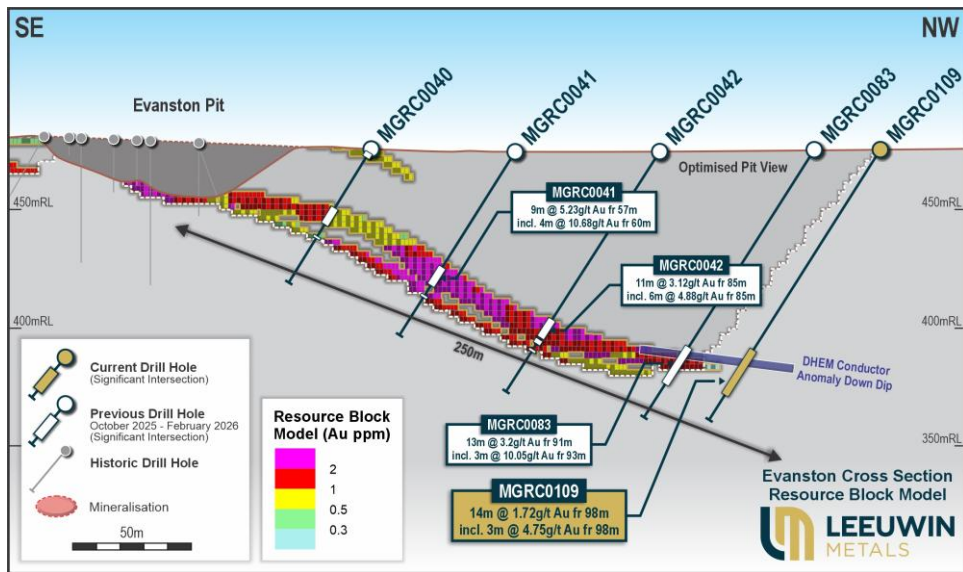 SE
NW
Evanston Pit
MGRC0040
MGRC0041
MGRC0042
MGRC0083
MGRC0109
Optimised Pit View
450mRL
450mRL
400mRL
400mRL
350mRL
MGRC0041
9m @ 5.23g/t Au fr 57m
incl. 4m @ 10.68g/t Au fr 60m
MGRC0042
11m @ 3.12g/t Au fr 85m
incl. 6m @ 4.88g/t Au fr 85m
250m
DHEM Conductor
Anomaly Down Dip
MGRC0083
13m @ 3.2g/t Au fr 91m
incl. 3m @ 10.05g/t Au fr 93m
MGRC0109
14m @ 1.72g/t Au fr 98m
incl. 3m @ 4.75g/t Au fr 98m
Current Drill Hole
(Significant Intersection)
Previous Drill Hole
October 2025 - February 2026
(Significant Intersection)
Historic Drill Hole
Mineralisation
50m
Resource Block
Model (Au ppm)
2
1
0.5
0.3
Evanston Cross Section
Resource Block Model
LEEUWIN
METALS